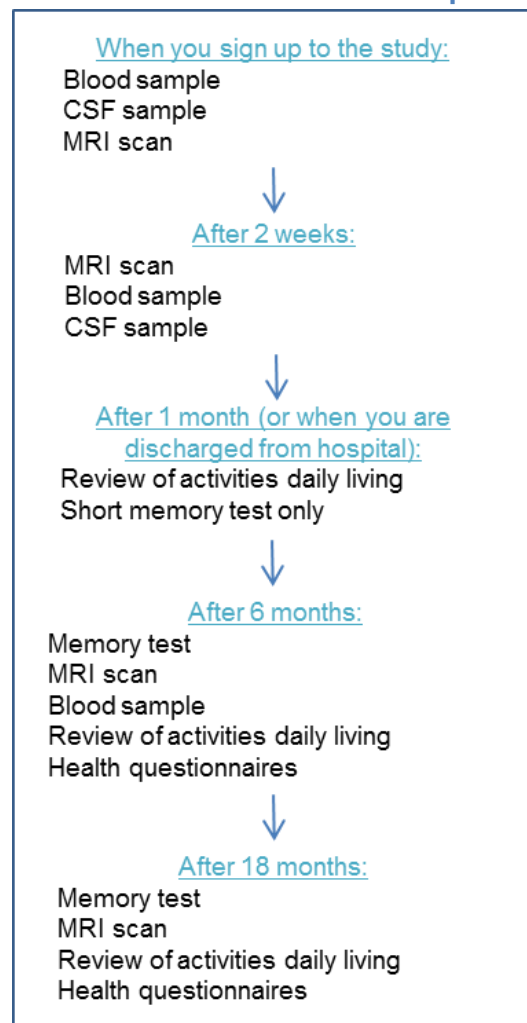 When you sign up to the study:
Blood sample
CSF sample
MRI scan
After 2 weeks:
MRI scan
Blood sample
CSF sample
After 1 month (or when you are
discharged from hospital):
Review of activities daily living
Short memory test only
After 6 months:
Memory test
MRI scan
Blood sample
Review of activities daily living
Health questionnaires
After 18 months:
Memory test
MRI scan
Review of activities daily living
Health questionnaires